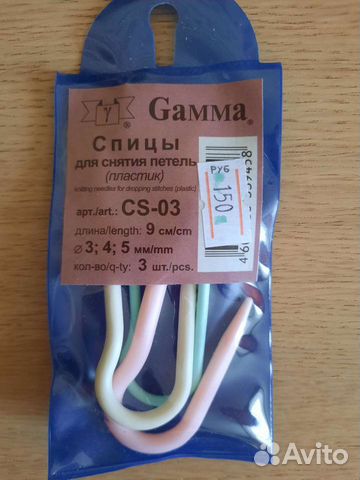 γ ®
Gamma®
Спицы
для снятия петель
(пластик)
knitting needles for dropping stitches (plastic)
арт./art.: CS-03
длина/length: 9 см/cm
⌀ 3; 4; 5 мм/mm
кол-во/q-ty: 3 шт./pcs.
РУБ
150
Avito